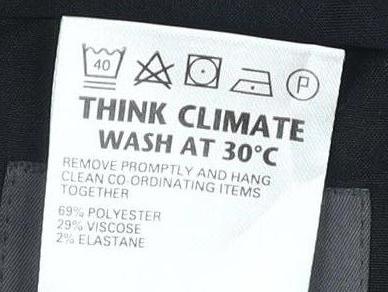 40 P
THINK CLIMATE
WASH AT 30°C
REMOVE PROMPTLY AND HANG
CLEAN CO-ORDINATING ITEMS
TOGETHER
69% POLYESTER
29% VISCOSE
2% ELASTANE